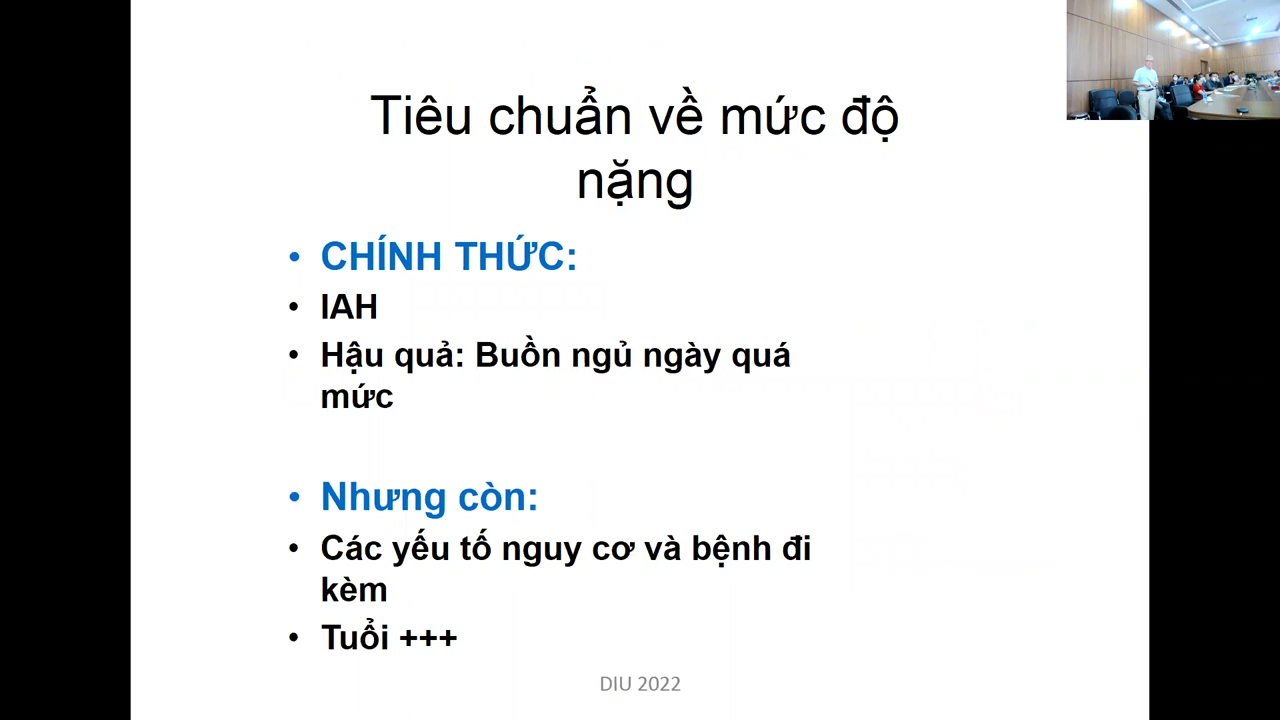 Tiêu chuẩn về mức độ
nặng
• CHÍNH THỨC:
• IAH
• Hậu quả: Buồn ngủ ngày quá
mức
• Nhưng còn:
• Các yếu tố nguy cơ và bệnh đi
kèm
• Tuổi +++
DIU 2022